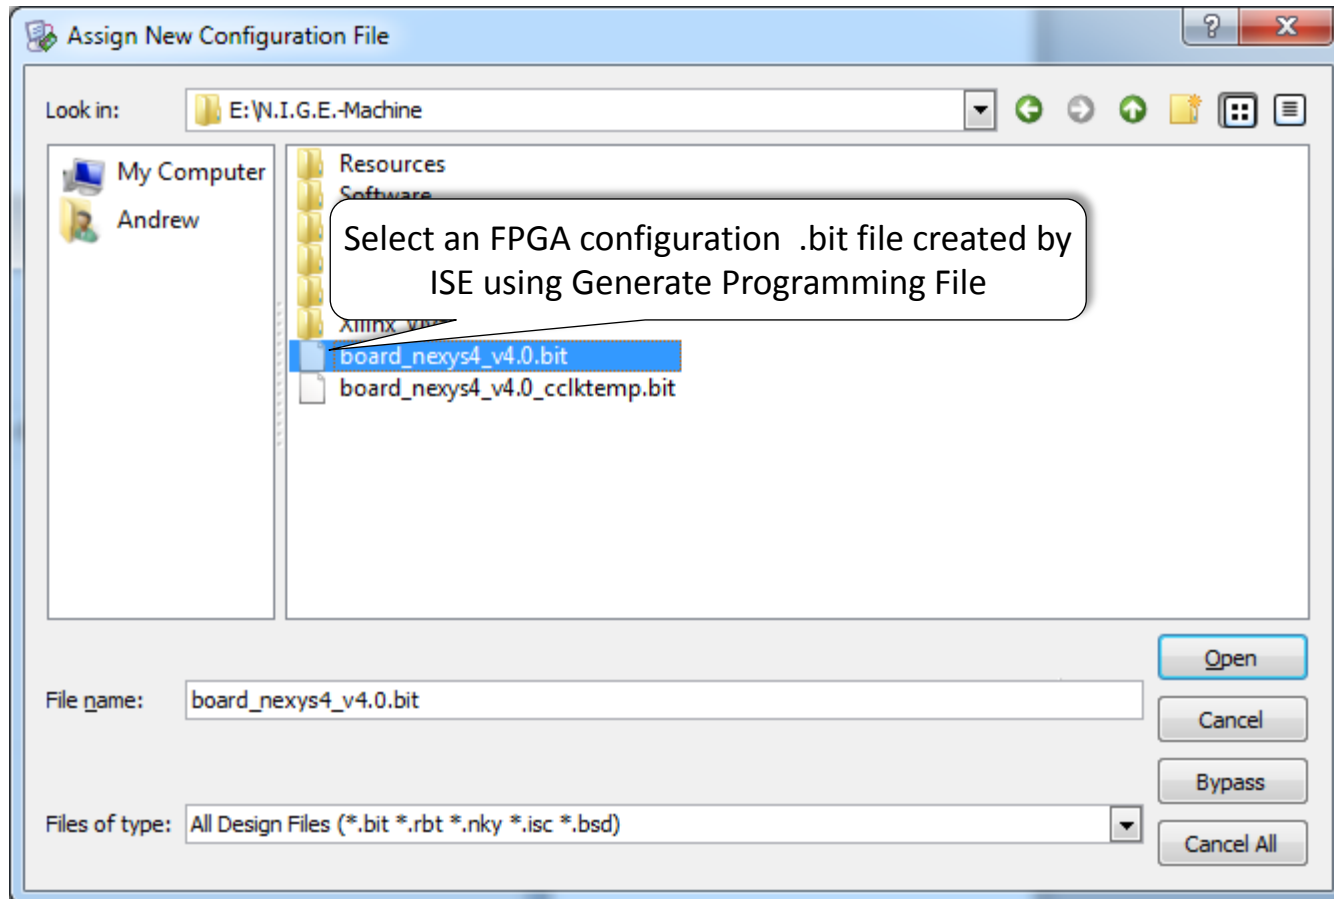 Assign New Configuration File
Look in:
E:\N.I.G.E.-Machine
My Computer
Andrew
Resources
Software
Select an FPGA configuration .bit file created by
ISE using Generate Programming File
board_nexys4_v4.0.bit
board_nexys4_v4.0_cclktemp.bit
Open
File name:
board_nexys4_v4.0.bit
Cancel
Bypass
Files of type:
All Design Files (*.bit *.rbt *.nky *.isc *.bsd)
Cancel All